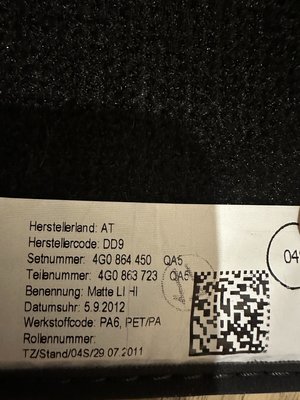 Herstellerland: AT
Herstellercode: DD9
Setnummer: 4G0 864 450 QA5
Teilenummer: 4G0 863 723 QA5
Benennung: Matte LI HI
Datumsuhr: 5.9.2012
Werkstoffcode: PA6, PET/PA
Rollennummer:
TZ/Stand/04S/29.07.2011